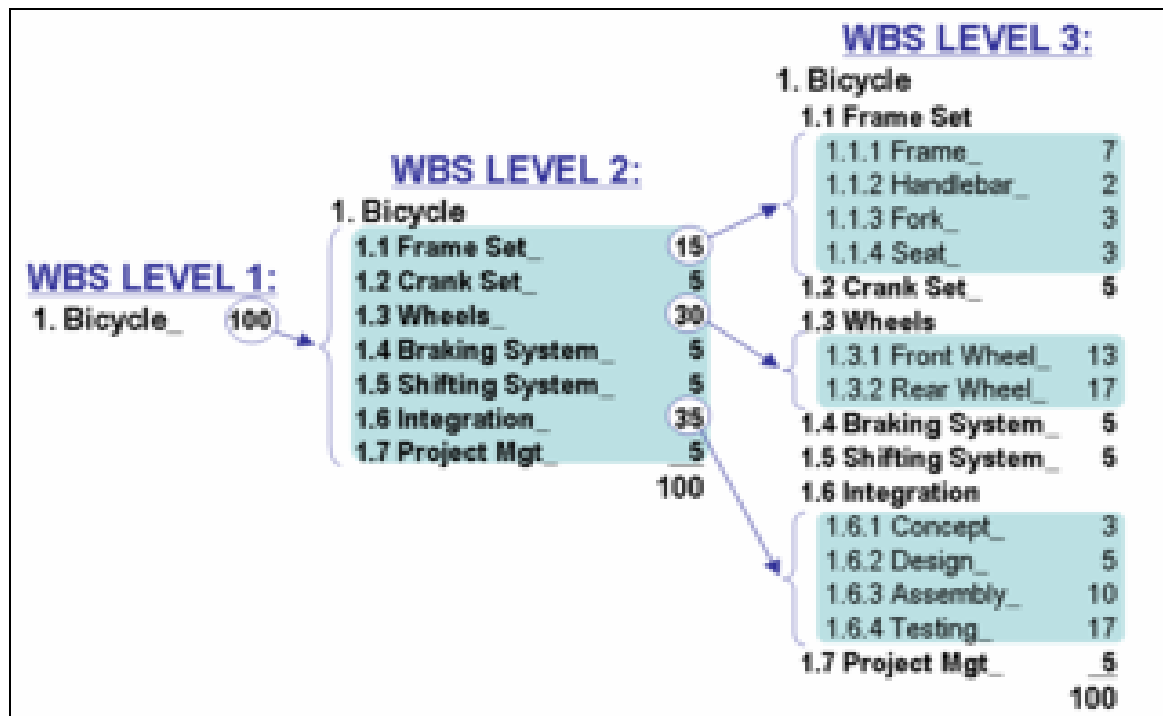 WBS LEVEL 1:
1. Bicycle_ 100
WBS LEVEL 2:
1. Bicycle
1.1 Frame Set_ 15
1.2 Crank Set_ 5
1.3 Wheels_ 30
1.4 Braking System_ 5
1.5 Shifting System_ 5
1.6 Integration_ 35
1.7 Project Mgt_ 5
100
WBS LEVEL 3:
1. Bicycle
1.1 Frame Set
1.1.1 Frame_ 7
1.1.2 Handlebar_ 2
1.1.3 Fork_ 3
1.1.4 Seat_ 3
1.2 Crank Set_ 5
1.3 Wheels
1.3.1 Front Wheel_ 13
1.3.2 Rear Wheel_ 17
1.4 Braking System_ 5
1.5 Shifting System_ 5
1.6 Integration
1.6.1 Concept_ 3
1.6.2 Design_ 5
1.6.3 Assembly_ 10
1.6.4 Testing_ 17
1.7 Project Mgt_ 5
100